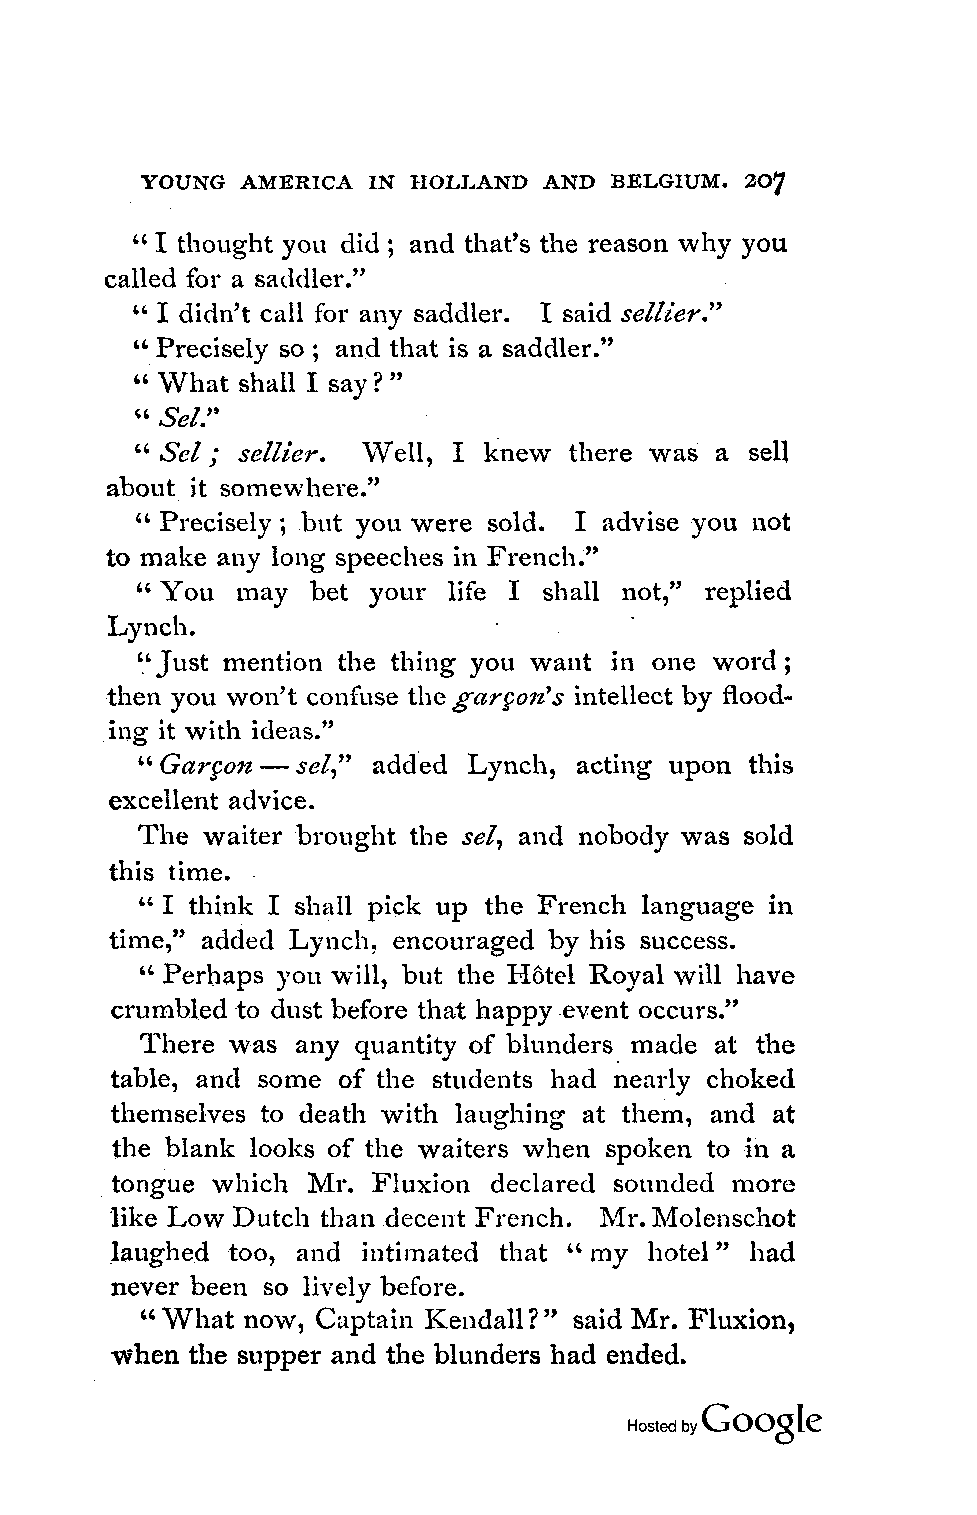 YOUNG AMERICA IN HOLLAND AND BELGIUM. 207
“I thought you did; and that's the reason why you
called for a saddler.”
“I didn't call for any saddler. I said sellier.”
“Precisely so; and that is a saddler.”
“What shall I say?”
“Sel.”
“Sel; sellier. Well, I knew there was a sell
about it somewhere.”
“Precisely; but you were sold. I advise you not
to make any long speeches in French.”
“You may bet your life I shall not,” replied
Lynch.
“Just mention the thing you want in one word;
then you won't confuse the garçon's intellect by flood-
ing it with ideas.”
“Garçon — sel,” added Lynch, acting upon this
excellent advice.
The waiter brought the sel, and nobody was sold
this time.
“I think I shall pick up the French language in
time,” added Lynch, encouraged by his success.
“Perhaps you will, but the Hôtel Royal will have
crumbled to dust before that happy event occurs.”
There was any quantity of blunders made at the
table, and some of the students had nearly choked
themselves to death with laughing at them, and at
the blank looks of the waiters when spoken to in a
tongue which Mr. Fluxion declared sounded more
like Low Dutch than decent French. Mr. Molenschot
laughed too, and intimated that “my hotel” had
never been so lively before.
“What now, Captain Kendall?” said Mr. Fluxion,
when the supper and the blunders had ended.
Hosted by Google